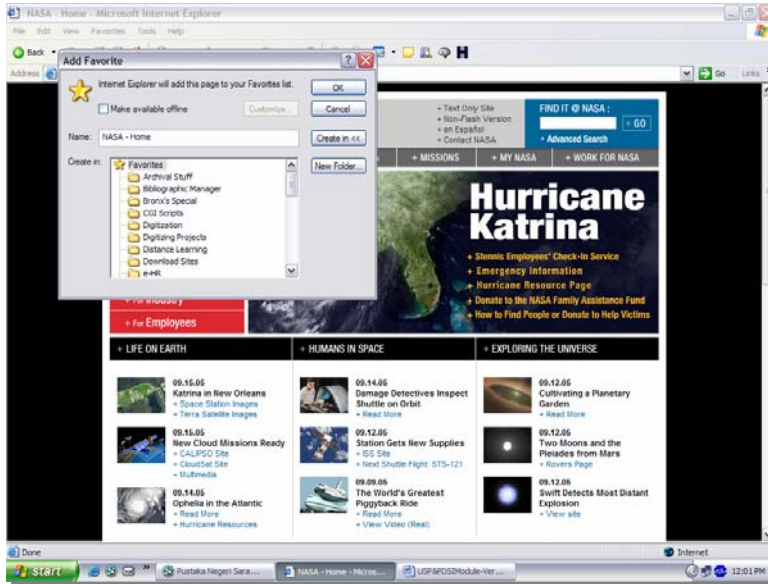 NASA - Home - Microsoft Internet Explorer
File Edit View Favorites Tools Help
Back
Address
Go Links
Add Favorite
Internet Explorer will add this page to your Favorites list.
OK
Make available offline
Customize...
Cancel
Name: NASA - Home
Create in <<
Create in:
Favorites
New Folder...
Archival Stuff
Bibliographic Manager
Bronx's Special
CGI Scripts
Digitization
Digitizing Projects
Distance Learning
Download Sites
e-HR
+ Text Only Site
+ Non-Flash Version
+ en Español
+ Contact NASA
FIND IT @ NASA :
+ GO
+ Advanced Search
+ MISSIONS + MY NASA + WORK FOR NASA
Hurricane
Katrina
+ Stennis Employees' Check-In Service
+ Emergency Information
+ Hurricane Resource Page
+ Donate to the NASA Family Assistance Fund
+ How to Find People or Donate to Help Victims
+ For Industry
+ For Employees
+ LIFE ON EARTH
09.15.05
Katrina in New Orleans
+ Space Station Images
+ Terra Satellite Images
09.15.05
New Cloud Missions Ready
+ CALIPSO Site
+ CloudSat Site
+ Multimedia
09.14.05
Ophelia in the Atlantic
+ Read More
+ Hurricane Resources
+ HUMANS IN SPACE
09.14.05
Damage Detectives Inspect
Shuttle on Orbit
+ Read More
09.12.05
Station Gets New Supplies
+ ISS Site
+ Next Shuttle Flight: STS-121
09.09.05
The World's Greatest
Piggyback Ride
+ Read More
+ View Video (Real)
+ EXPLORING THE UNIVERSE
09.12.05
Cultivating a Planetary
Garden
+ Read More
09.12.05
Two Moons and the
Pleiades from Mars
+ Rovers Page
09.12.05
Swift Detects Most Distant
Explosion
+ View site
Done
Internet
start
Pustaka Negeri Sara...
NASA - Home - Micros...
USP&PDSIModule-Ver...
12:01 PM